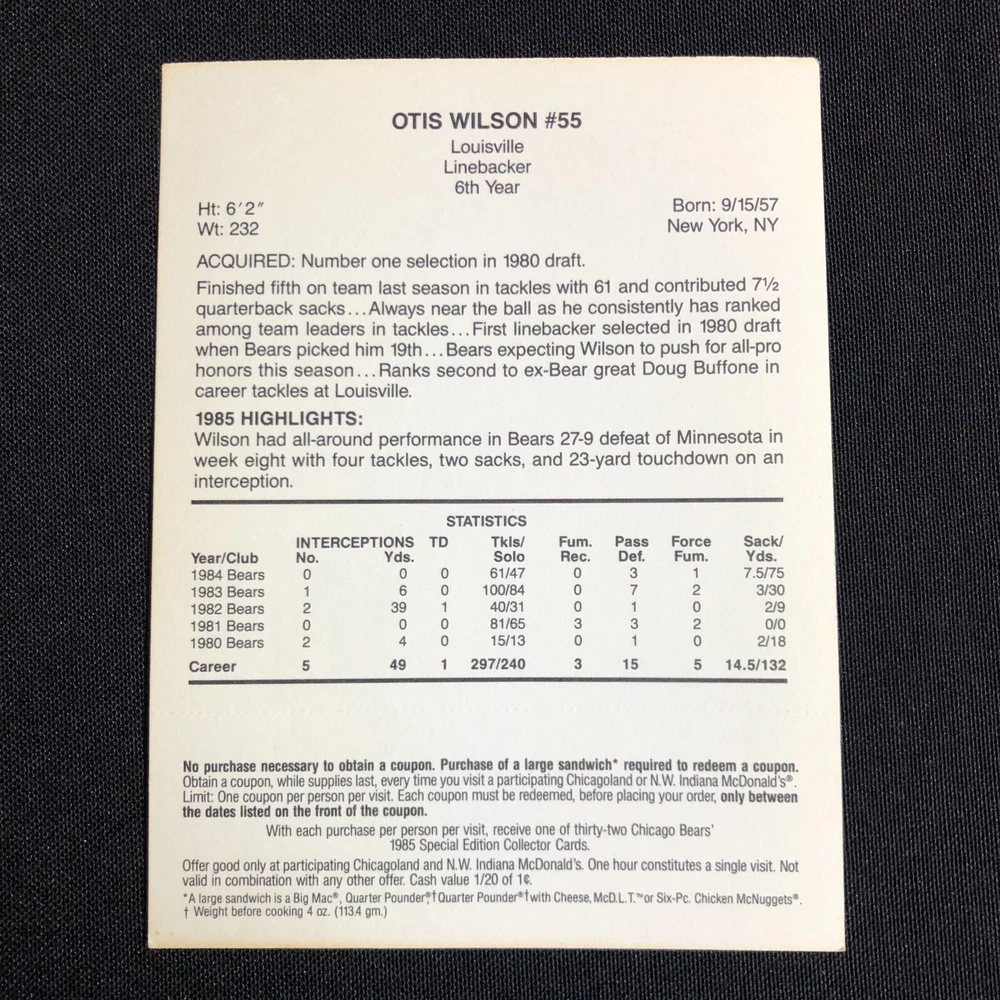 OTIS WILSON #55
Louisville
Linebacker
6th Year
Ht: 6'2" Born: 9/15/57
Wt: 232 New York, NY
ACQUIRED: Number one selection in 1980 draft.
Finished fifth on team last season in tackles with 61 and contributed 7½
quarterback sacks...Always near the ball as he consistently has ranked
among team leaders in tackles...First linebacker selected in 1980 draft
when Bears picked him 19th...Bears expecting Wilson to push for all-pro
honors this season...Ranks second to ex-Bear great Doug Buffone in
career tackles at Louisville.
1985 HIGHLIGHTS:
Wilson had all-around performance in Bears 27-9 defeat of Minnesota in
week eight with four tackles, two sacks, and 23-yard touchdown on an
interception.
STATISTICS
INTERCEPTIONS TD Tkls/ Fum. Pass Force Sack/
Year/Club No. Yds. Solo Rec. Def. Fum. Yds.
1984 Bears 0 0 0 61/47 0 3 1 7.5/75
1983 Bears 1 6 0 100/84 0 7 2 3/30
1982 Bears 2 39 1 40/31 0 1 0 2/9
1981 Bears 0 0 0 81/65 3 3 2 0/0
1980 Bears 2 4 0 15/13 0 1 0 2/18
Career 5 49 1 297/240 3 15 5 14.5/132
No purchase necessary to obtain a coupon. Purchase of a large sandwich* required to redeem a coupon.
Obtain a coupon, while supplies last, every time you visit a participating Chicagoland or N.W. Indiana McDonald's®.
Limit: One coupon per person per visit. Each coupon must be redeemed, before placing your order, only between
the dates listed on the front of the coupon.
With each purchase per person per visit, receive one of thirty-two Chicago Bears'
1985 Special Edition Collector Cards.
Offer good only at participating Chicagoland and N.W. Indiana McDonald's. One hour constitutes a single visit. Not
valid in combination with any other offer. Cash value 1/20 of 1¢.
*A large sandwich is a Big Mac®, Quarter Pounder®† Quarter Pounder®† with Cheese, McD.L.T.™ or Six-Pc. Chicken McNuggets®.
† Weight before cooking 4 oz. (113.4 gm.)